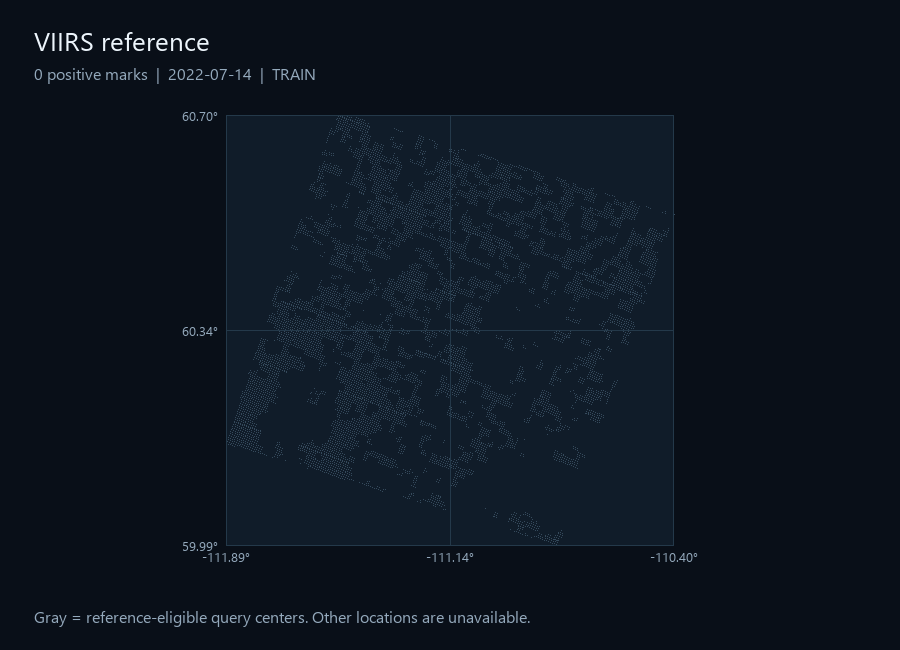 VIIRS reference
0 positive marks | 2022-07-14 | TRAIN
60.70°
60.34°
59.99°
-111.89°
-111.14°
-110.40°
Gray = reference-eligible query centers. Other locations are unavailable.